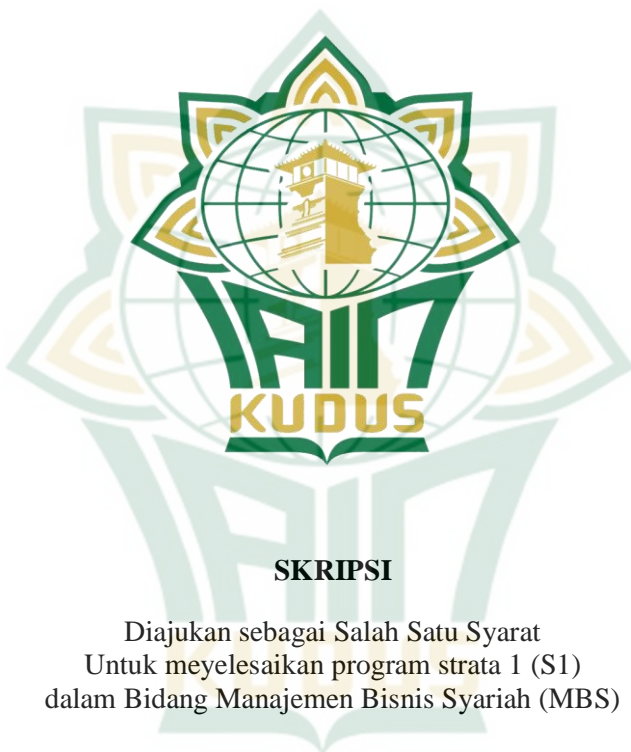 IAIN
KUDUS
SKRIPSI
Diajukan sebagai Salah Satu Syarat
Untuk meyelesaikan program strata 1 (S1)
dalam Bidang Manajemen Bisnis Syariah (MBS)